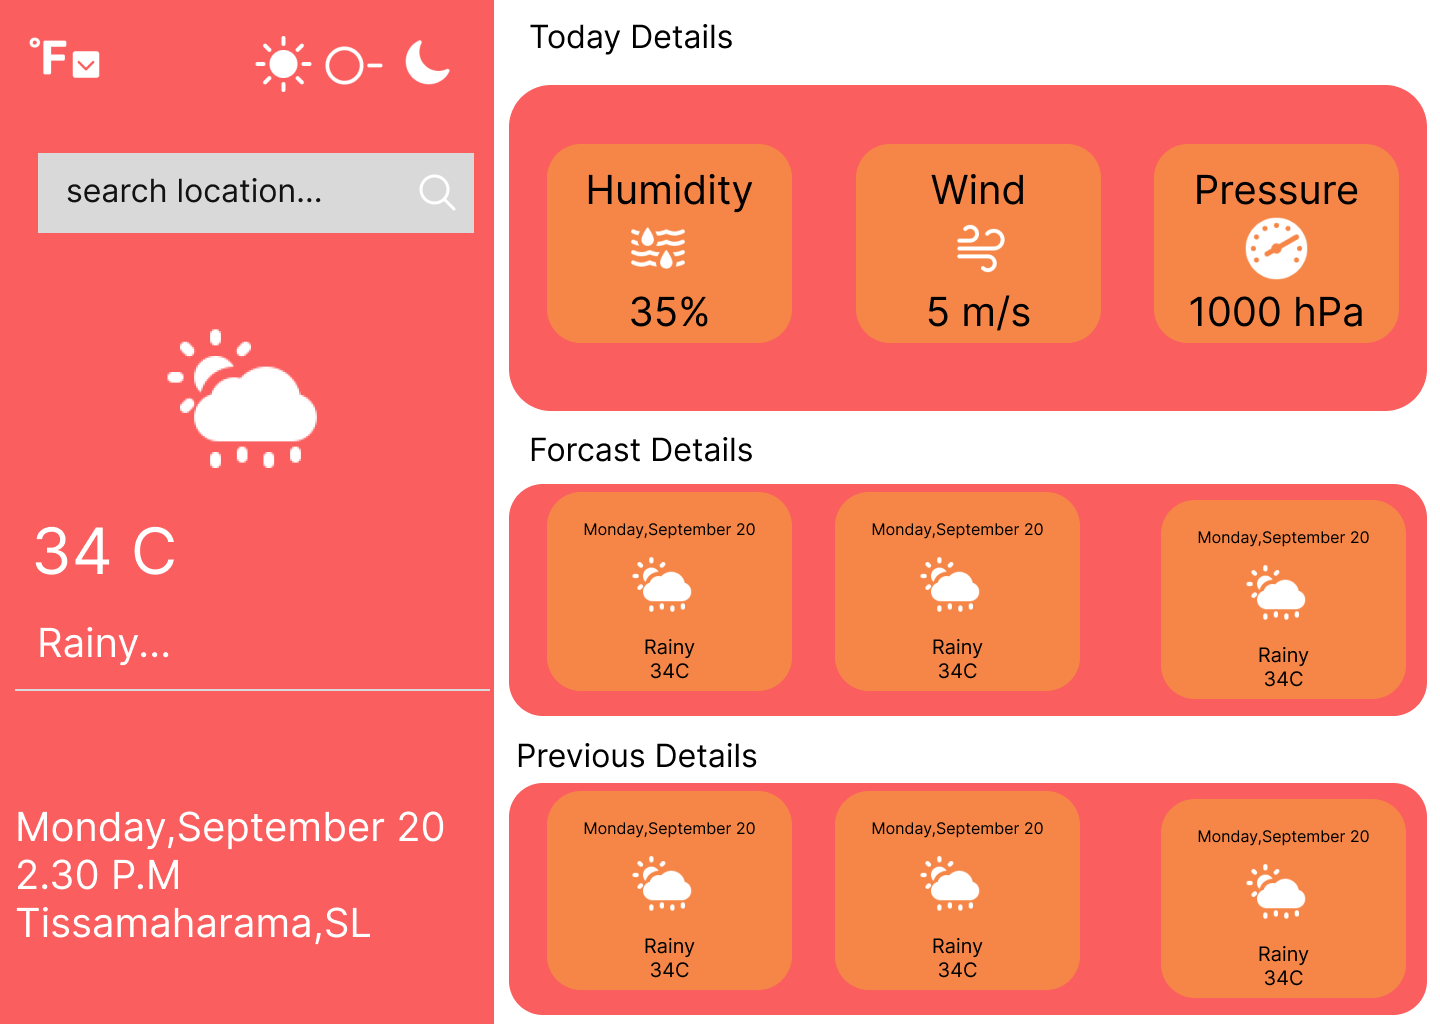 °F
search location...
34 C
Rainy...
Monday,September 20
2.30 P.M
Tissamaharama,SL
Today Details
Humidity
35%
Wind
5 m/s
Pressure
1000 hPa
Forcast Details
Monday,September 20
Rainy
34C
Monday,September 20
Rainy
34C
Monday,September 20
Rainy
34C
Previous Details
Monday,September 20
Rainy
34C
Monday,September 20
Rainy
34C
Monday,September 20
Rainy
34C